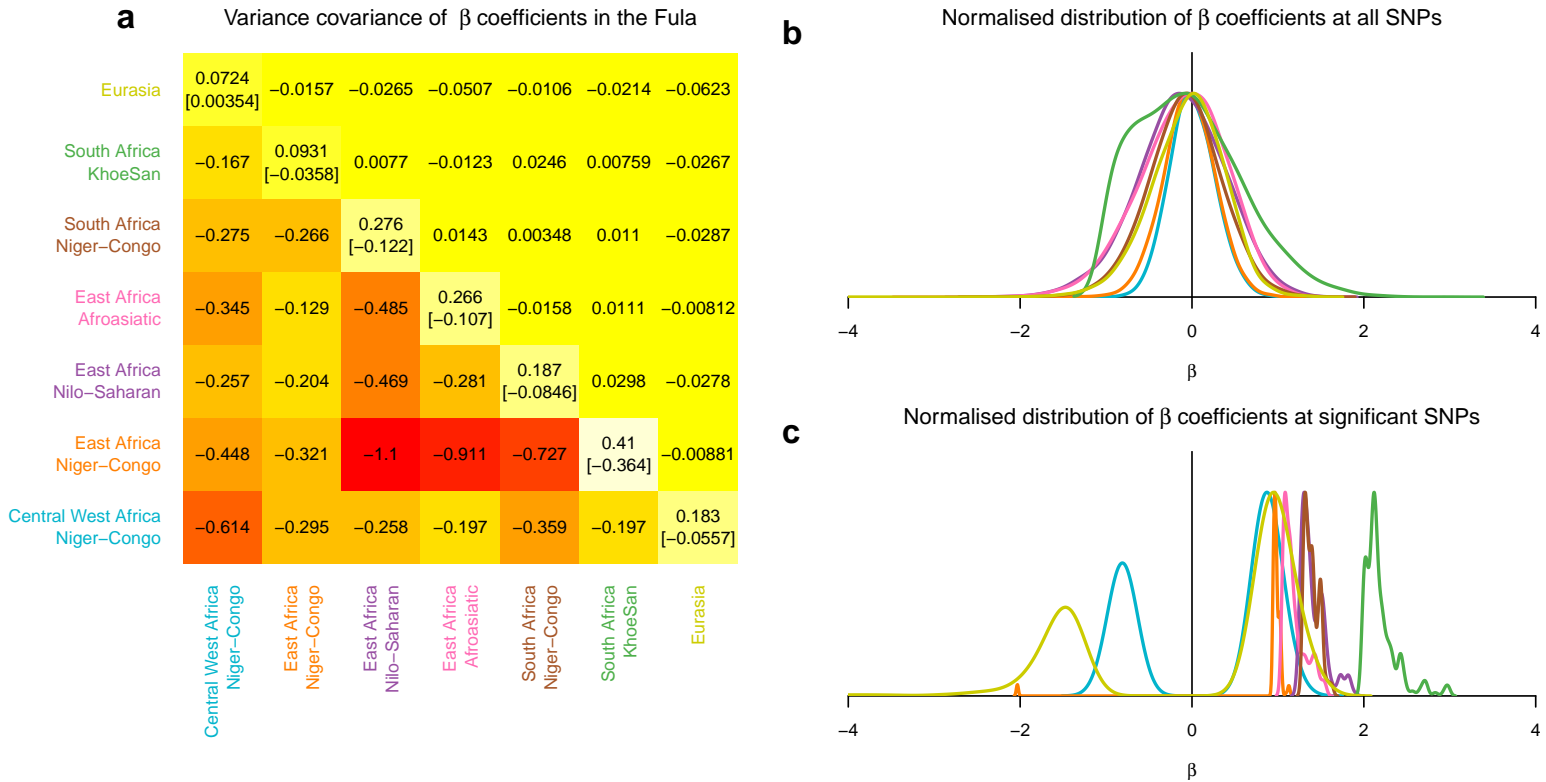 a
Variance covariance of β coefficients in the Fula
Eurasia
South Africa
KhoeSan
South Africa
Niger−Congo
East Africa
Afroasiatic
East Africa
Nilo−Saharan
East Africa
Niger−Congo
Central West Africa
Niger−Congo
0.0724
[0.00354]
−0.0157
−0.0265
−0.0507
−0.0106
−0.0214
−0.0623
−0.167
0.0931
[−0.0358]
0.0077
−0.0123
0.0246
0.00759
−0.0267
−0.275
−0.266
0.276
[−0.122]
0.0143
0.00348
0.011
−0.0287
−0.345
−0.129
−0.485
0.266
[−0.107]
−0.0158
0.0111
−0.00812
−0.257
−0.204
−0.469
−0.281
0.187
[−0.0846]
0.0298
−0.0278
−0.448
−0.321
−1.1
−0.911
−0.727
0.41
[−0.364]
−0.00881
−0.614
−0.295
−0.258
−0.197
−0.359
−0.197
0.183
[−0.0557]
Central West Africa
Niger−Congo
East Africa
Niger−Congo
East Africa
Nilo−Saharan
East Africa
Afroasiatic
South Africa
Niger−Congo
South Africa
KhoeSan
Eurasia
b
Normalised distribution of β coefficients at all SNPs
−4 −2 0 2 4
β
c
Normalised distribution of β coefficients at significant SNPs
−4 −2 0 2 4
β